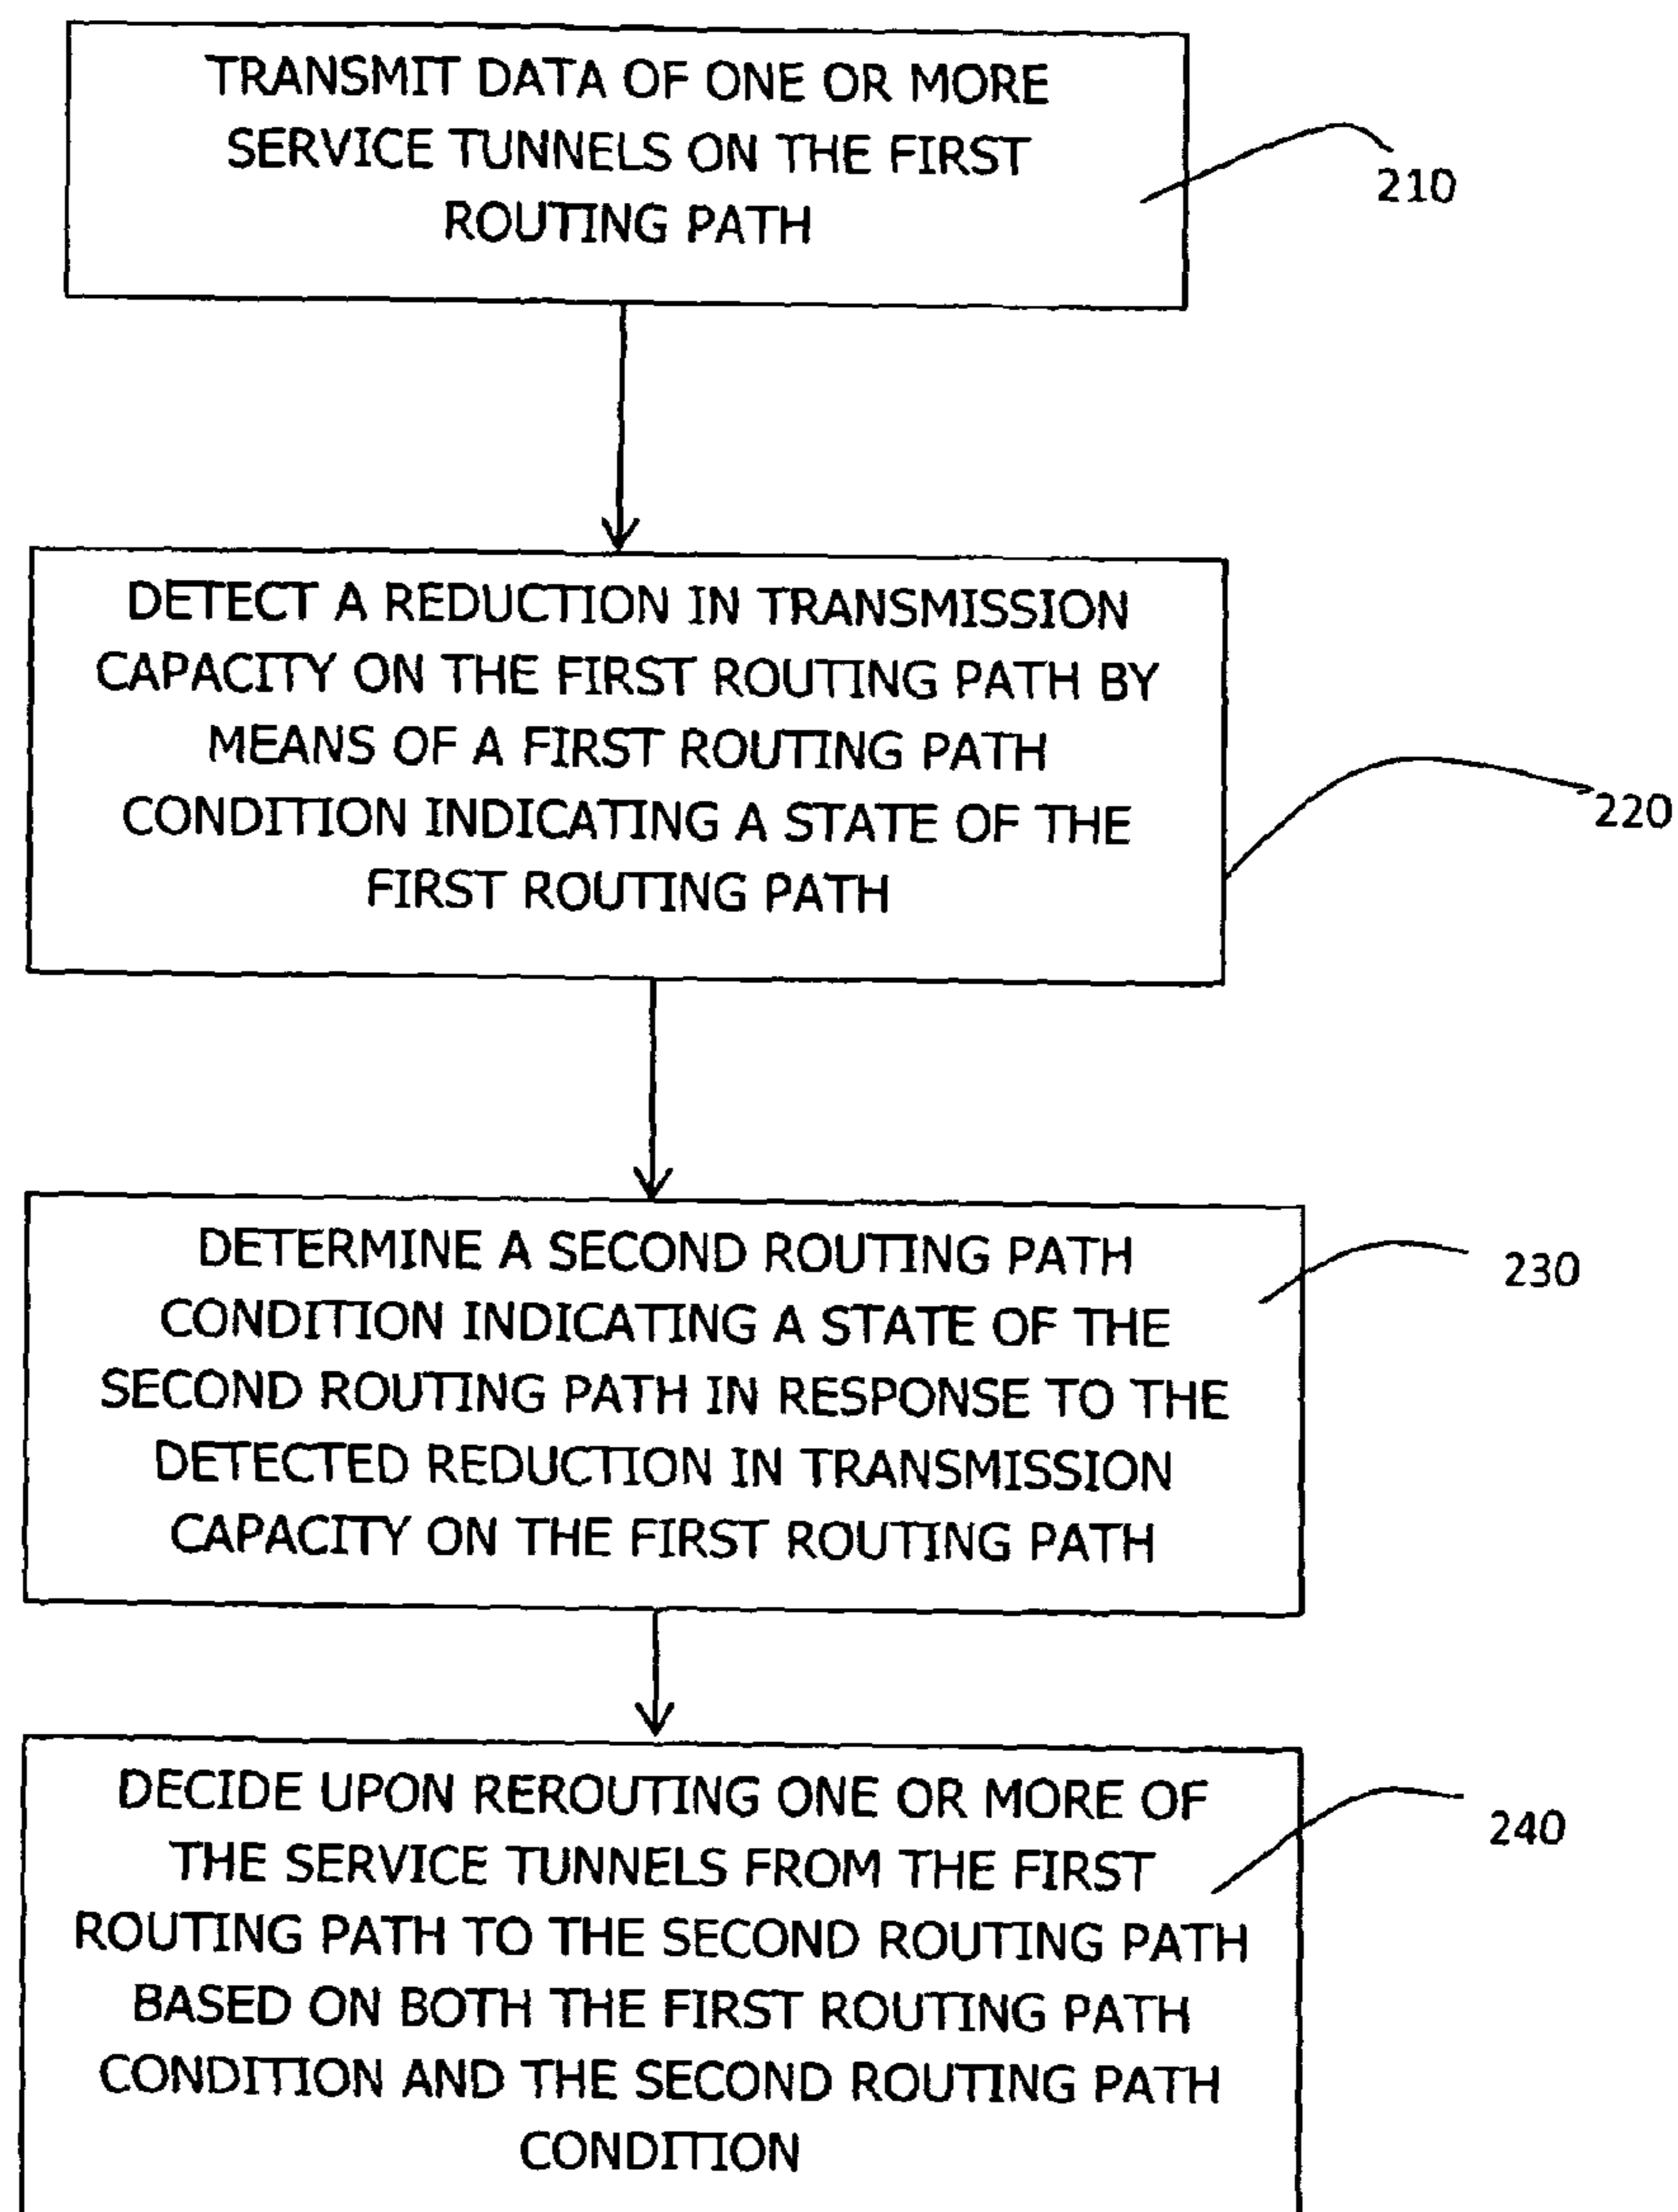 TRANSMIT DATA OF ONE OR MORE
SERVICE TUNNELS ON THE FIRST
ROUTING PATH
210
DETECT A REDUCTION IN TRANSMISSION
CAPACITY ON THE FIRST ROUTING PATH BY
MEANS OF A FIRST ROUTING PATH
CONDITION INDICATING A STATE OF THE
FIRST ROUTING PATH
220
DETERMINE A SECOND ROUTING PATH
CONDITION INDICATING A STATE OF THE
SECOND ROUTING PATH IN RESPONSE TO THE
DETECTED REDUCTION IN TRANSMISSION
CAPACITY ON THE FIRST ROUTING PATH
230
DECIDE UPON REROUTING ONE OR MORE OF
THE SERVICE TUNNELS FROM THE FIRST
ROUTING PATH TO THE SECOND ROUTING PATH
BASED ON BOTH THE FIRST ROUTING PATH
CONDITION AND THE SECOND ROUTING PATH
CONDITION
240